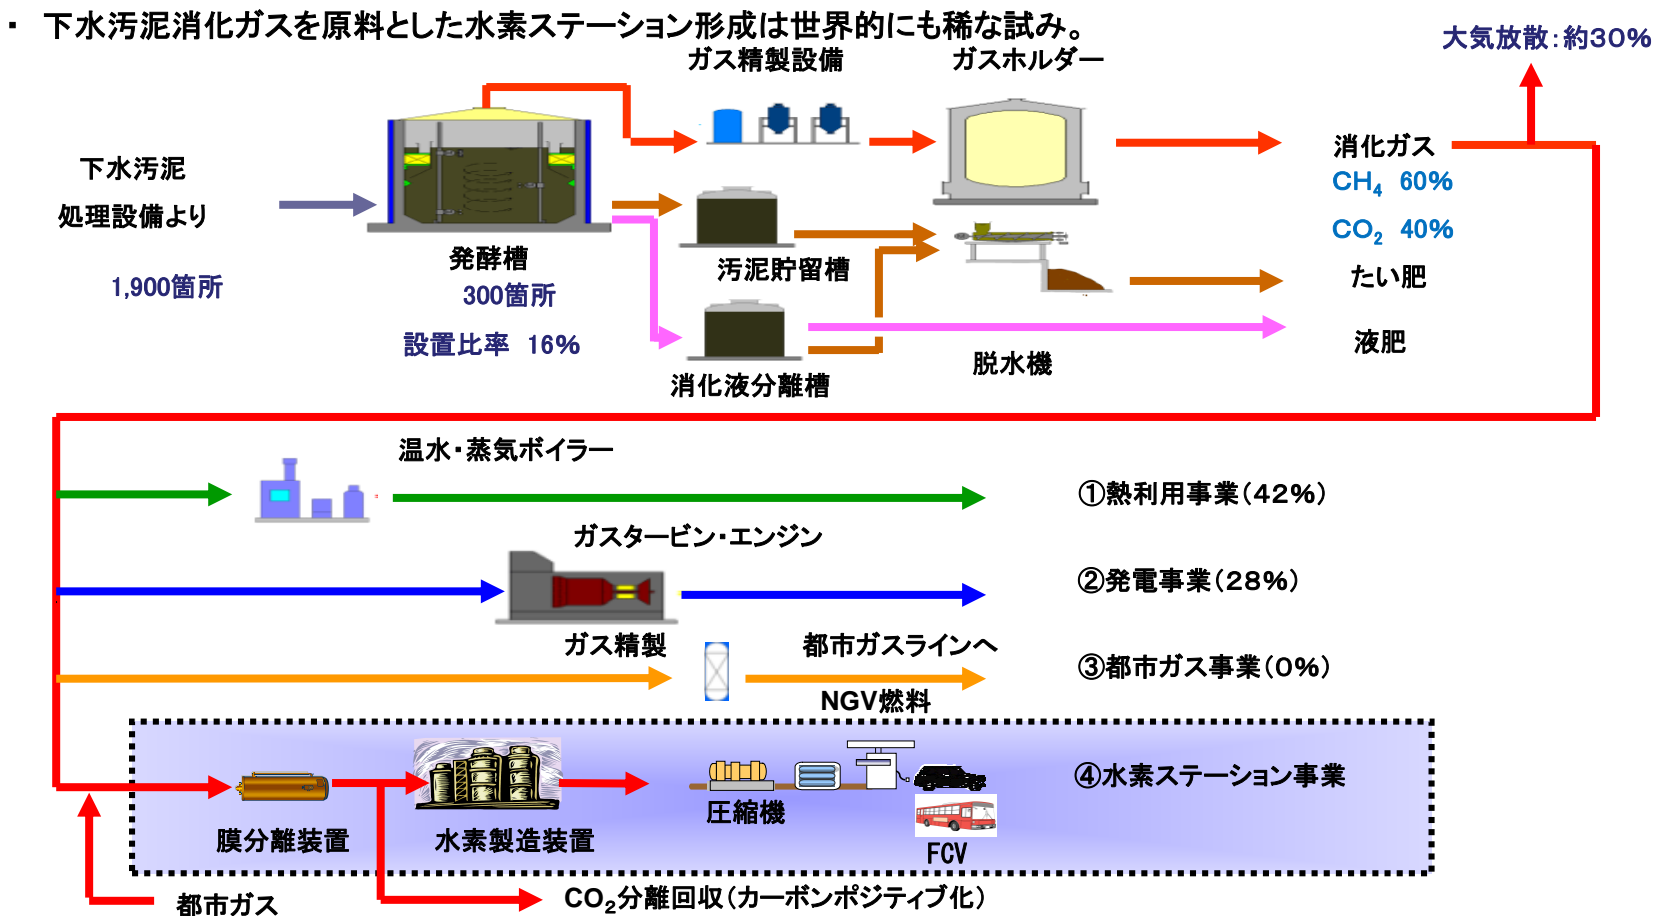 ▪ 下水汚泥消化ガスを原料とした水素ステーション形成は世界的にも稀な試み。
大気放散：約３０％
ガス精製設備
ガスホルダー
下水汚泥
処理設備より
1,900箇所
発酵槽
300箇所
設置比率 16%
汚泥貯留槽
消化液分離槽
脱水機
消化ガス
CH₄ 60%
CO₂ 40%
たい肥
液肥
温水・蒸気ボイラー
①熱利用事業（４２％）
ガスタービン・エンジン
②発電事業（２８％）
ガス精製
都市ガスラインへ
③都市ガス事業（０％）
NGV燃料
④水素ステーション事業
膜分離装置
水素製造装置
圧縮機
FCV
都市ガス
CO₂分離回収（カーボンポジティブ化）